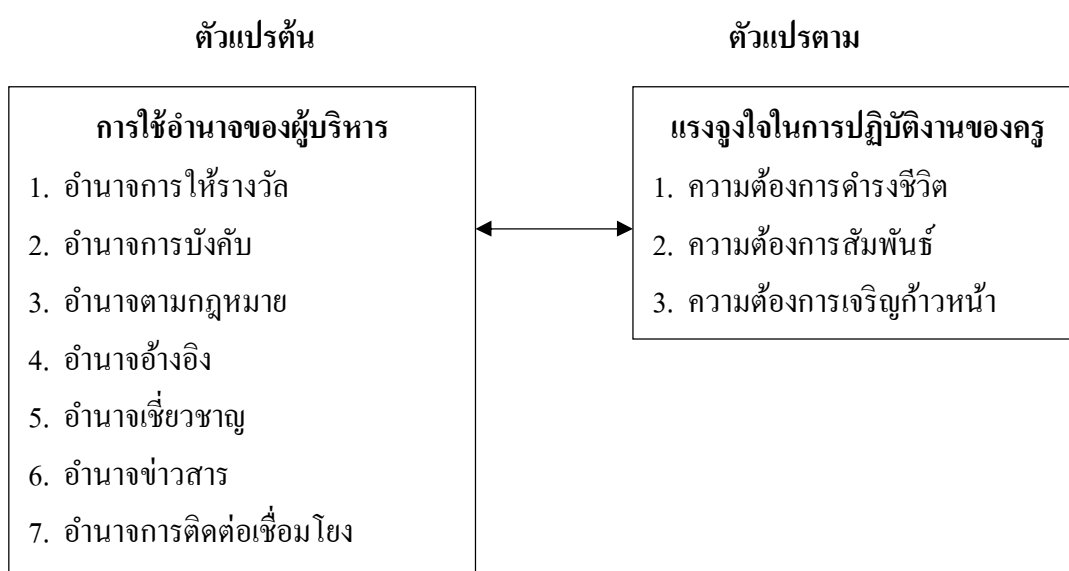 ตัวแปรต้น
ตัวแปรตาม
การใช้อำนาจของผู้บริหาร
1. อำนาจการให้รางวัล
2. อำนาจการบังคับ
3. อำนาจตามกฎหมาย
4. อำนาจอ้างอิง
5. อำนาจเชี่ยวชาญ
6. อำนาจข่าวสาร
7. อำนาจการติดต่อเชื่อมโยง
แรงจูงใจในการปฏิบัติงานของครู
1. ความต้องการดำรงชีวิต
2. ความต้องการสัมพันธ์
3. ความต้องการเจริญก้าวหน้า